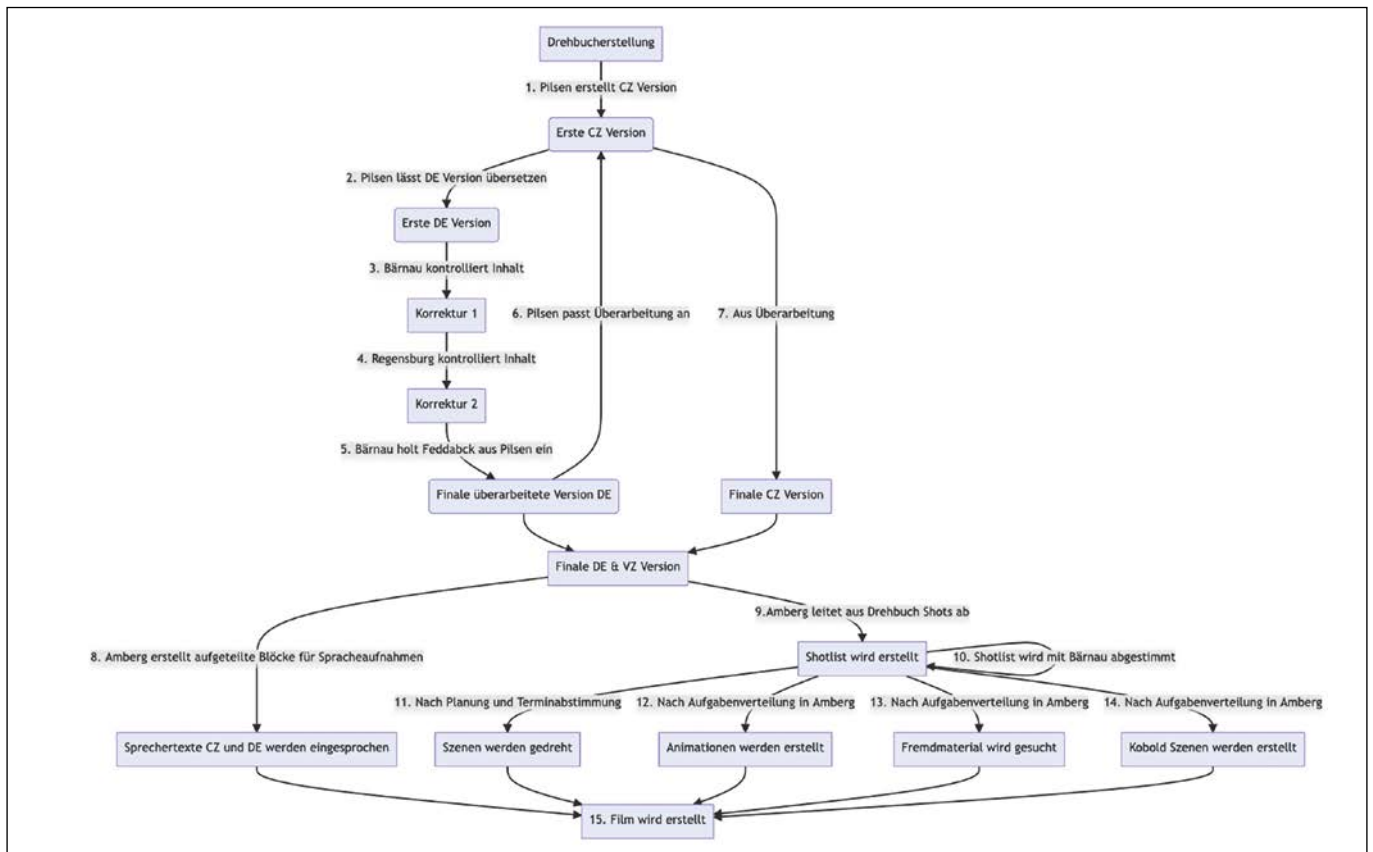 Drehbucherstellung
1. Pilsen erstellt CZ Version
Erste CZ Version
2. Pilsen lässt DE Version übersetzen
Erste DE Version
3. Bärnau kontrolliert Inhalt
Korrektur 1
6. Pilsen passt Überarbeitung an
7. Aus Überarbeitung
4. Regensburg kontrolliert Inhalt
Korrektur 2
5. Bärnau holt Feddabck aus Pilsen ein
Finale überarbeitete Version DE
Finale CZ Version
Finale DE & VZ Version
9.Amberg leitet aus Drehbuch Shots ab
8. Amberg erstellt aufgeteilte Blöcke für Spracheaufnahmen
Shotlist wird erstellt
10. Shotlist wird mit Bärnau abgestimmt
11. Nach Planung und Terminabstimmung
12. Nach Aufgabenverteilung in Amberg
13. Nach Aufgabenverteilung in Amberg
14. Nach Aufgabenverteilung in Amberg
Sprechertexte CZ und DE werden eingesprochen
Szenen werden gedreht
Animationen werden erstellt
Fremdmaterial wird gesucht
Kobold Szenen werden erstellt
15. Film wird erstellt